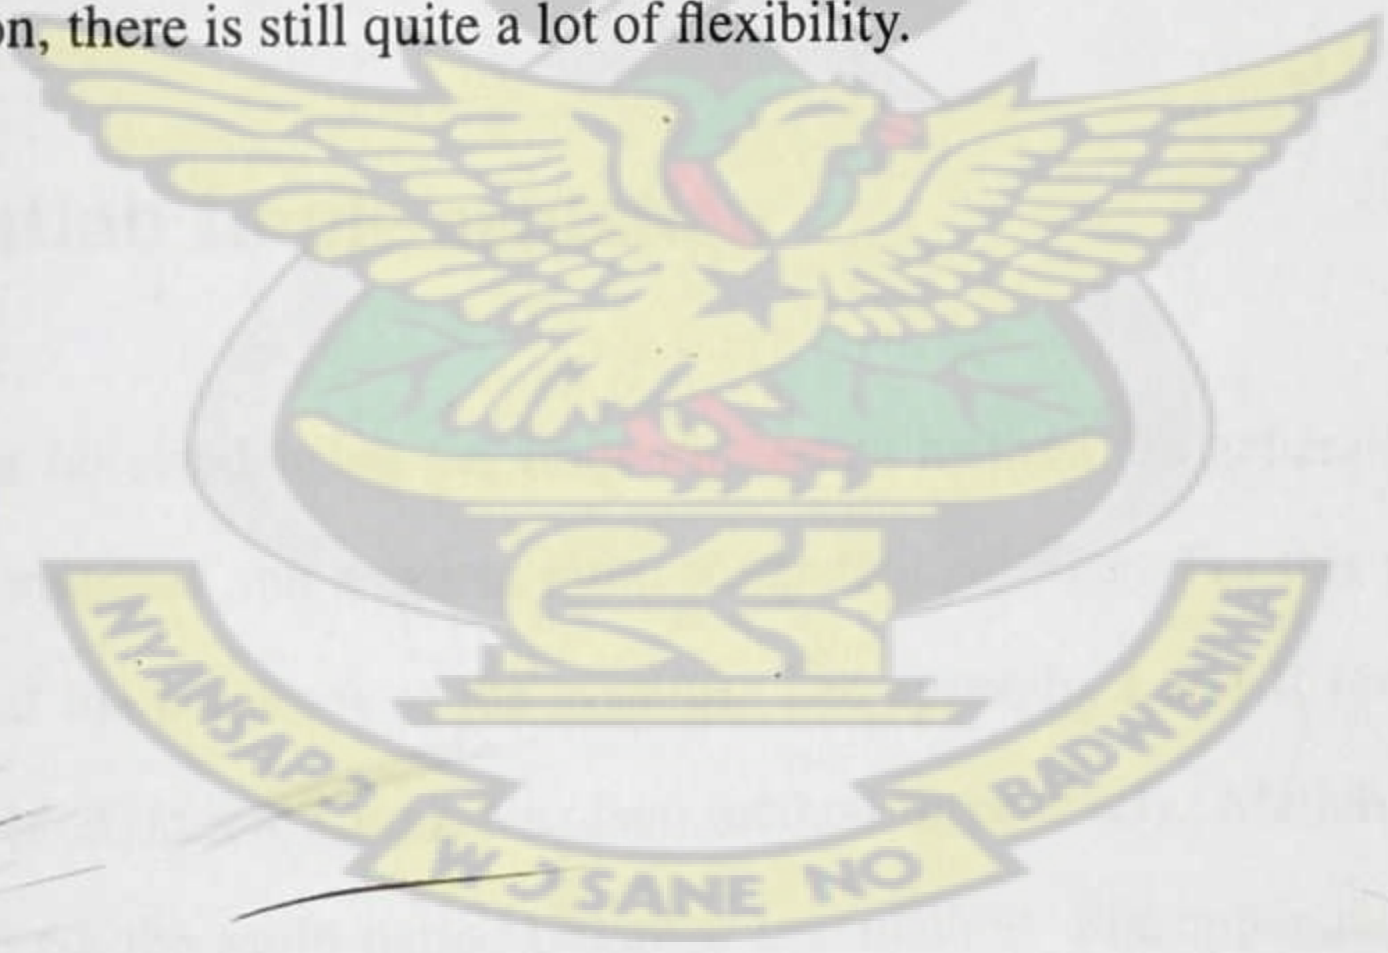 n, there is still quite a lot of flexibility.
NYANSAPƆ
WƆSANE NO
BADWENMA